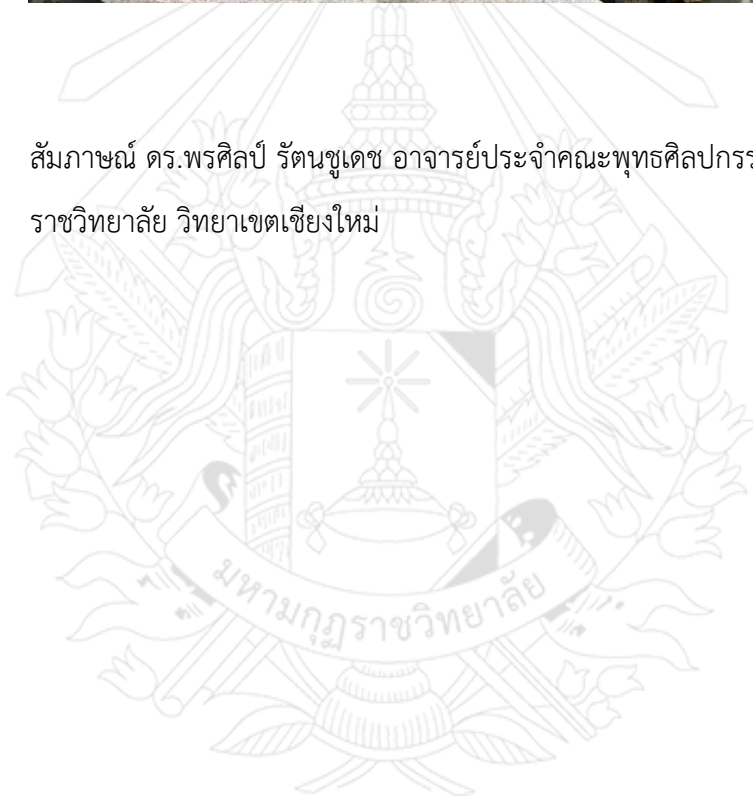 สัมภาษณ์ ดร.พรศิลป์ รัตนชูเดช อาจารย์ประจำคณะพุทธศิลปกรร
ราชวิทยาลัย วิทยาเขตเชียงใหม่
มหามกุฏราชวิทยาลัย